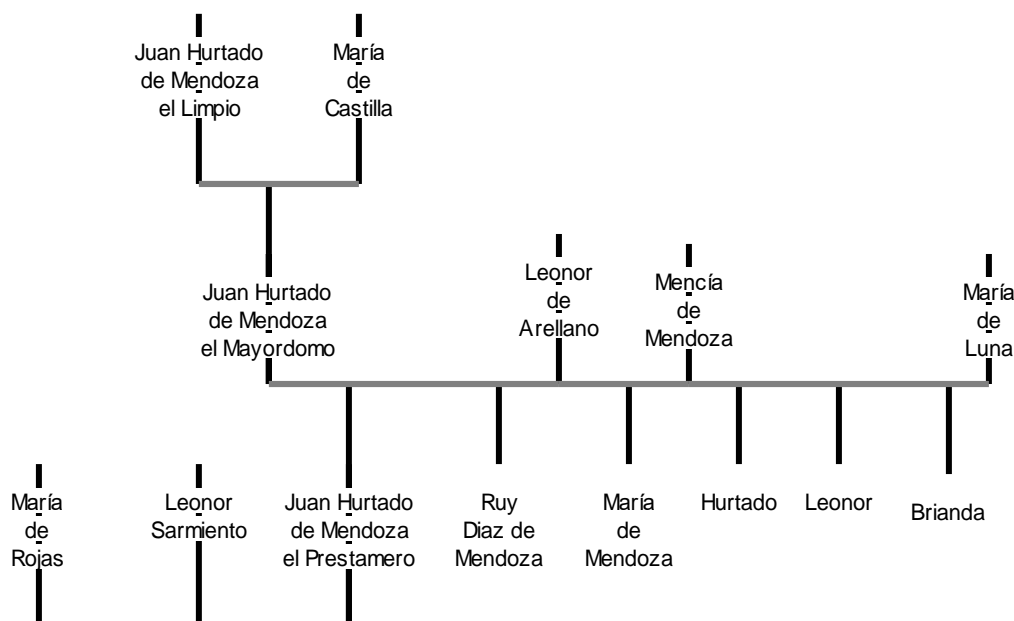 Juan Hurtado
de Mendoza
el Limpio
María
de
Castilla
Juan Hurtado
de Mendoza
el Mayordomo
Leonor
de
Arellano
Mencía
de
Mendoza
María
de
Luna
María
de
Rojas
Leonor
Sarmiento
Juan Hurtado
de Mendoza
el Prestamero
Ruy
Diaz de
Mendoza
María
de
Mendoza
Hurtado
Leonor
Brianda